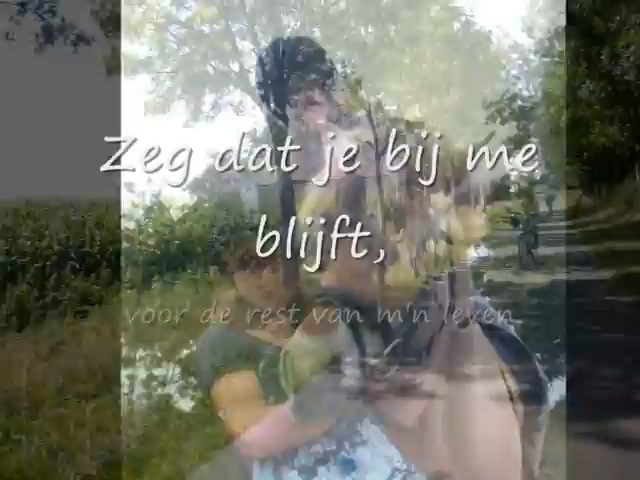 Zeg dat je bij me
blijft,
voor de rest van m'n leven